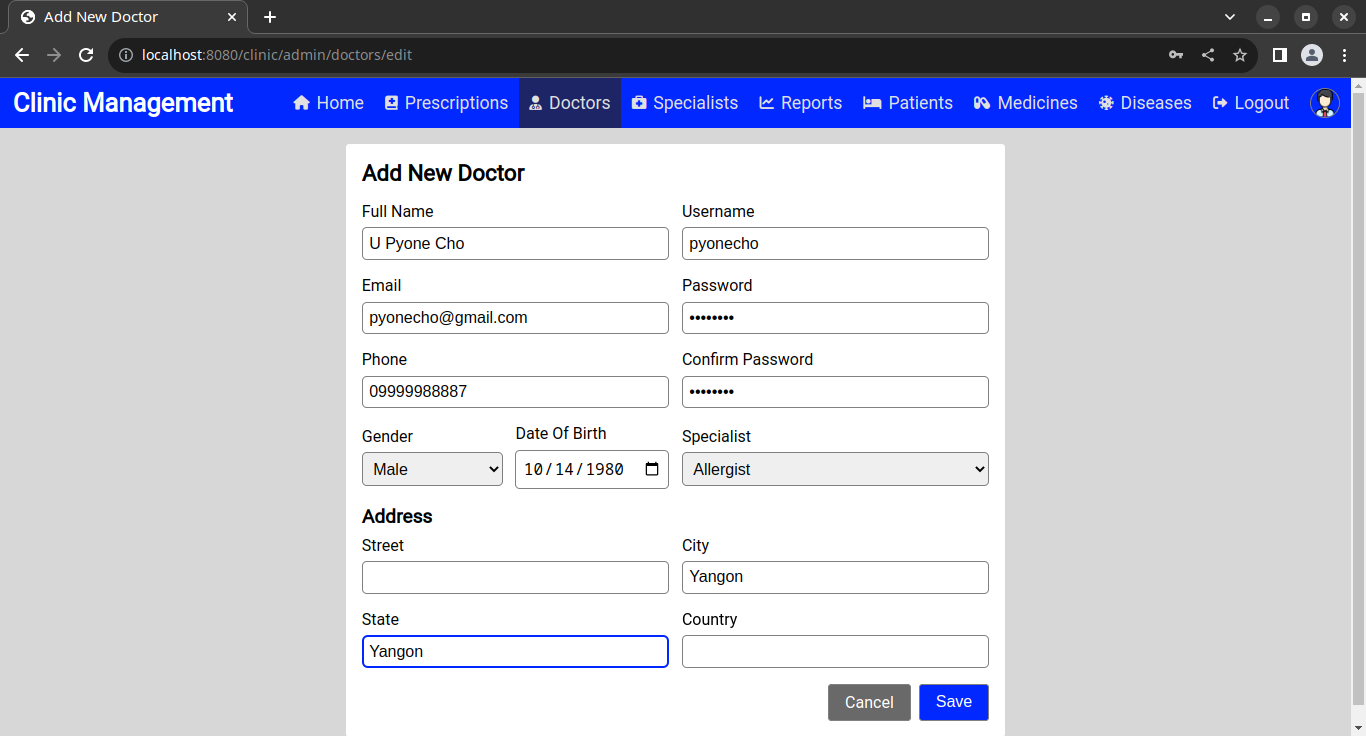 Add New Doctor
localhost:8080/clinic/admin/doctors/edit
Clinic Management Home Prescriptions Doctors Specialists Reports Patients Medicines Diseases Logout
Add New Doctor
Full Name Username
U Pyone Cho pyonecho
Email Password
pyonecho@gmail.com ••••••••
Phone Confirm Password
09999988887 ••••••••
Gender Date Of Birth Specialist
Male 10/14/1980 Allergist
Address
Street City
Yangon
State Country
Yangon
Cancel Save